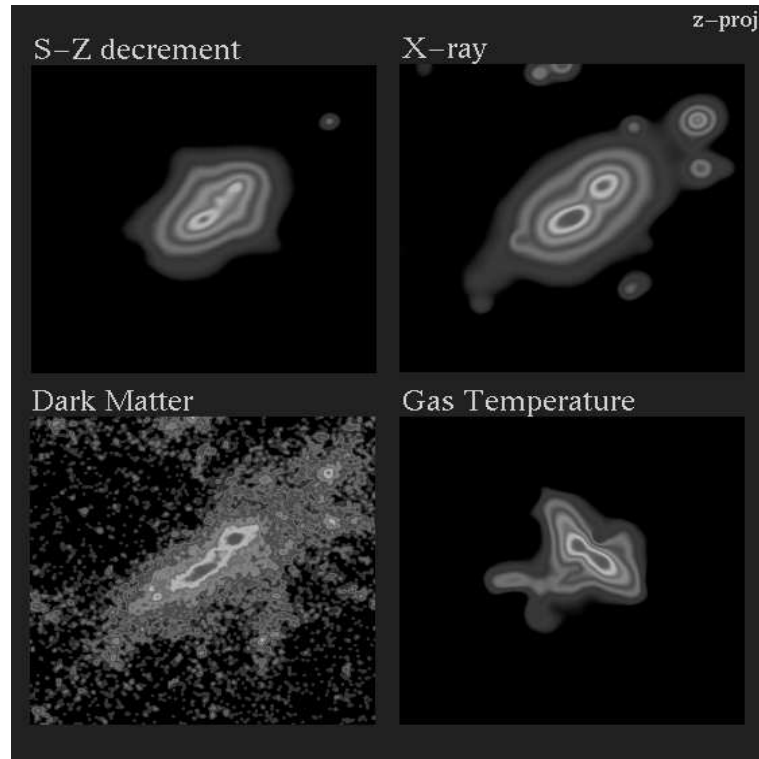 z-proj
S-Z decrement
X-ray
Dark Matter
Gas Temperature